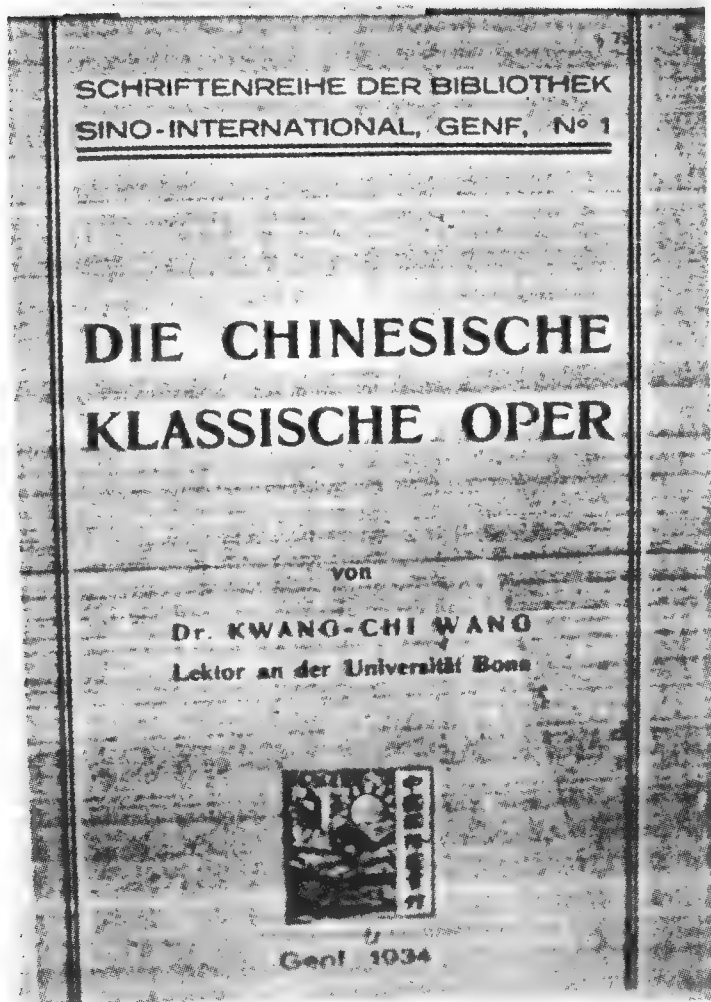 SCHRIFTENREIHE DER BIBLIOTHEK
SINO-INTERNATIONAL, GENF, N° 1
DIE CHINESISCHE
KLASSISCHE OPER
von
Dr. KWANG-CHI WANG
Lektor an der Universität Bonn
Genf 1934